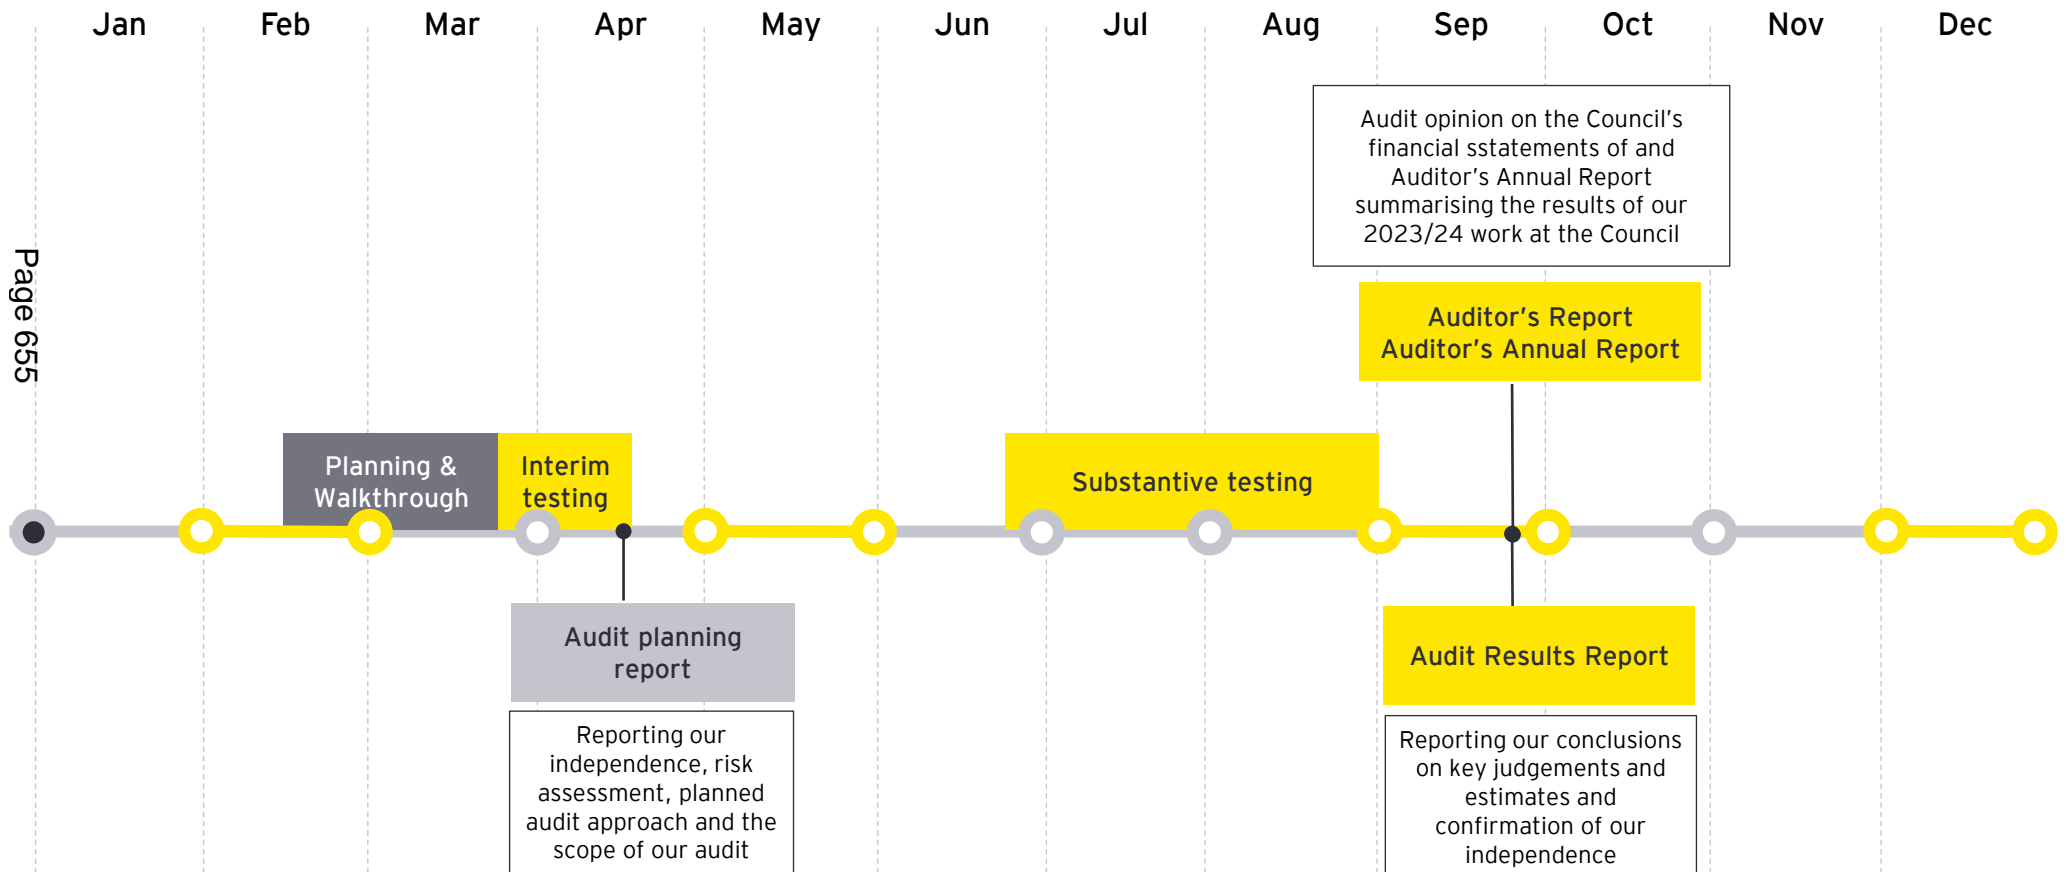 Jan Feb Mar Apr May Jun Jul Aug Sep Oct Nov Dec
Audit opinion on the Council's
financial sstatements of and
Auditor's Annual Report
summarising the results of our
2023/24 work at the Council
Page 655
Auditor's Report
Auditor's Annual Report
Planning &
Walkthrough
Interim
testing
Substantive testing
Audit planning
report
Audit Results Report
Reporting our
independence, risk
assessment, planned
audit approach and the
scope of our audit
Reporting our conclusions
on key judgements and
estimates and
confirmation of our
independence